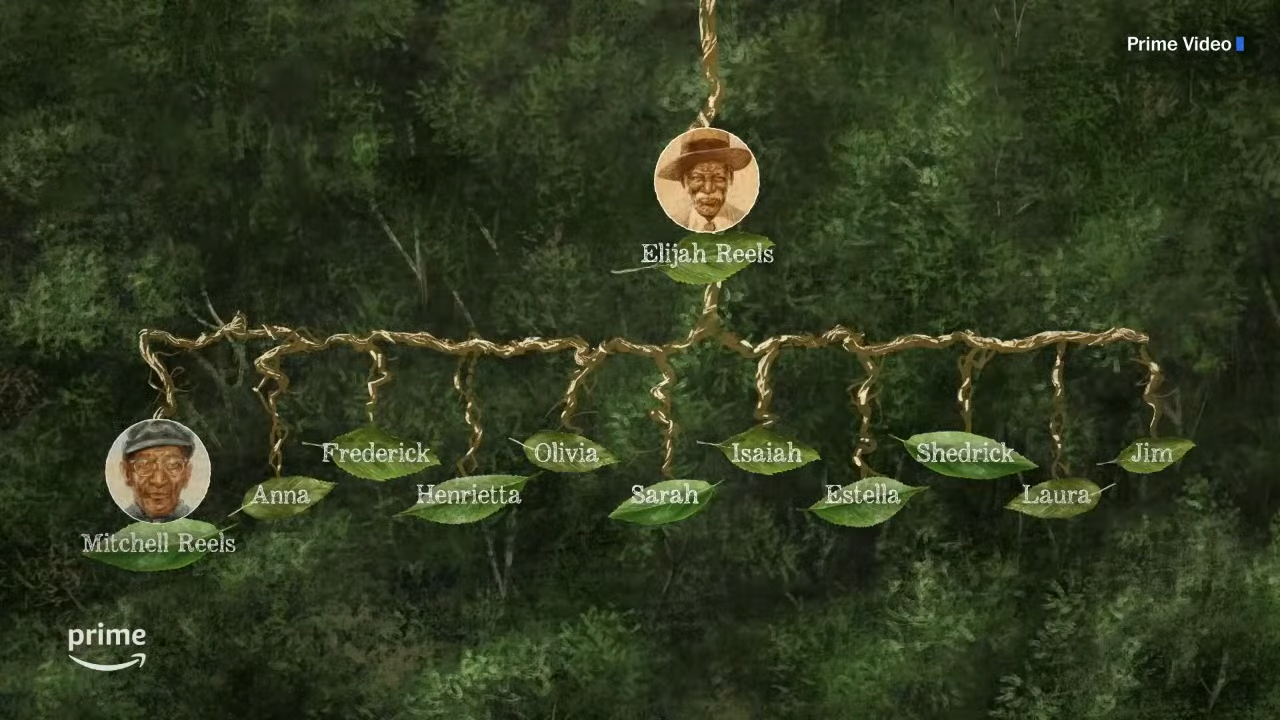 Prime Video
Elijah Reels
Frederick
Olivia
Isaiah
Shedrick
Jim
Anna
Henrietta
Sarah
Estella
Laura
Mitchell Reels
prime